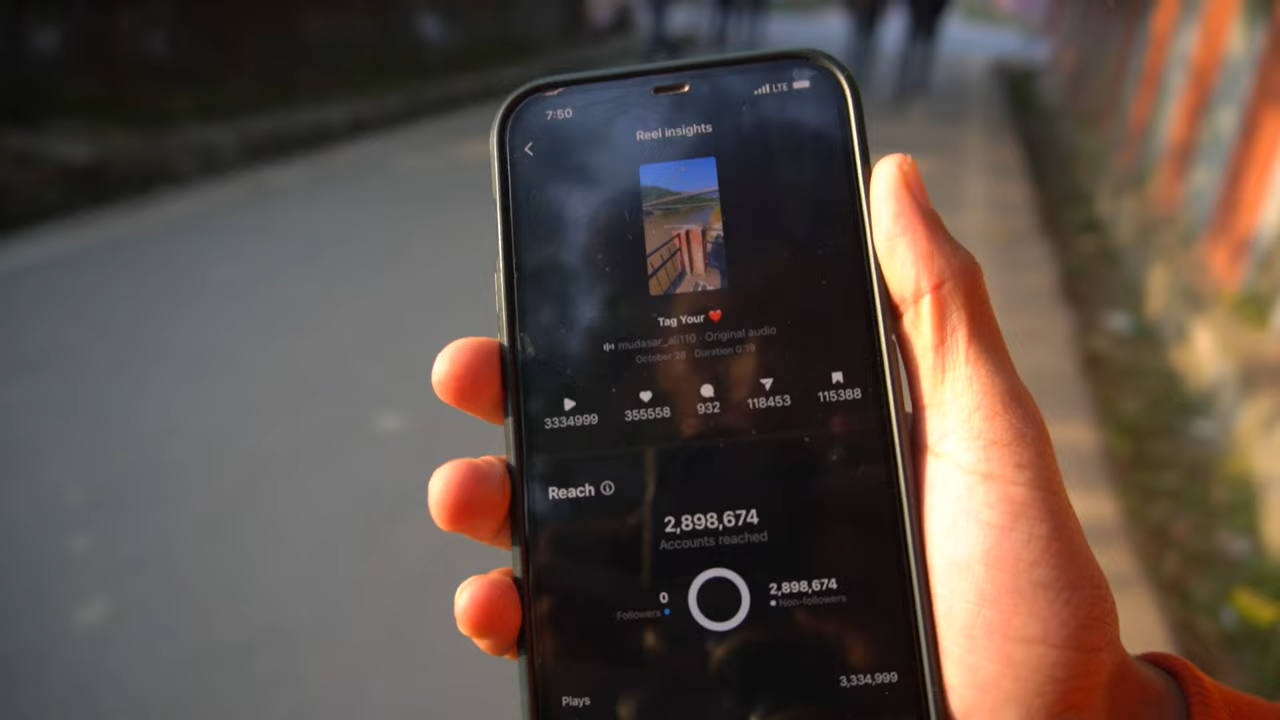 7:50
LTE
Reel insights
Tag Your ❤️
mudasar_ali110 · Original audio
October 26 · Duration 0:19
3334999 355558 932 118453 115388
Reach
2,898,674
Accounts reached
0
Followers
2,898,674
Non-followers
3,334,999
Plays